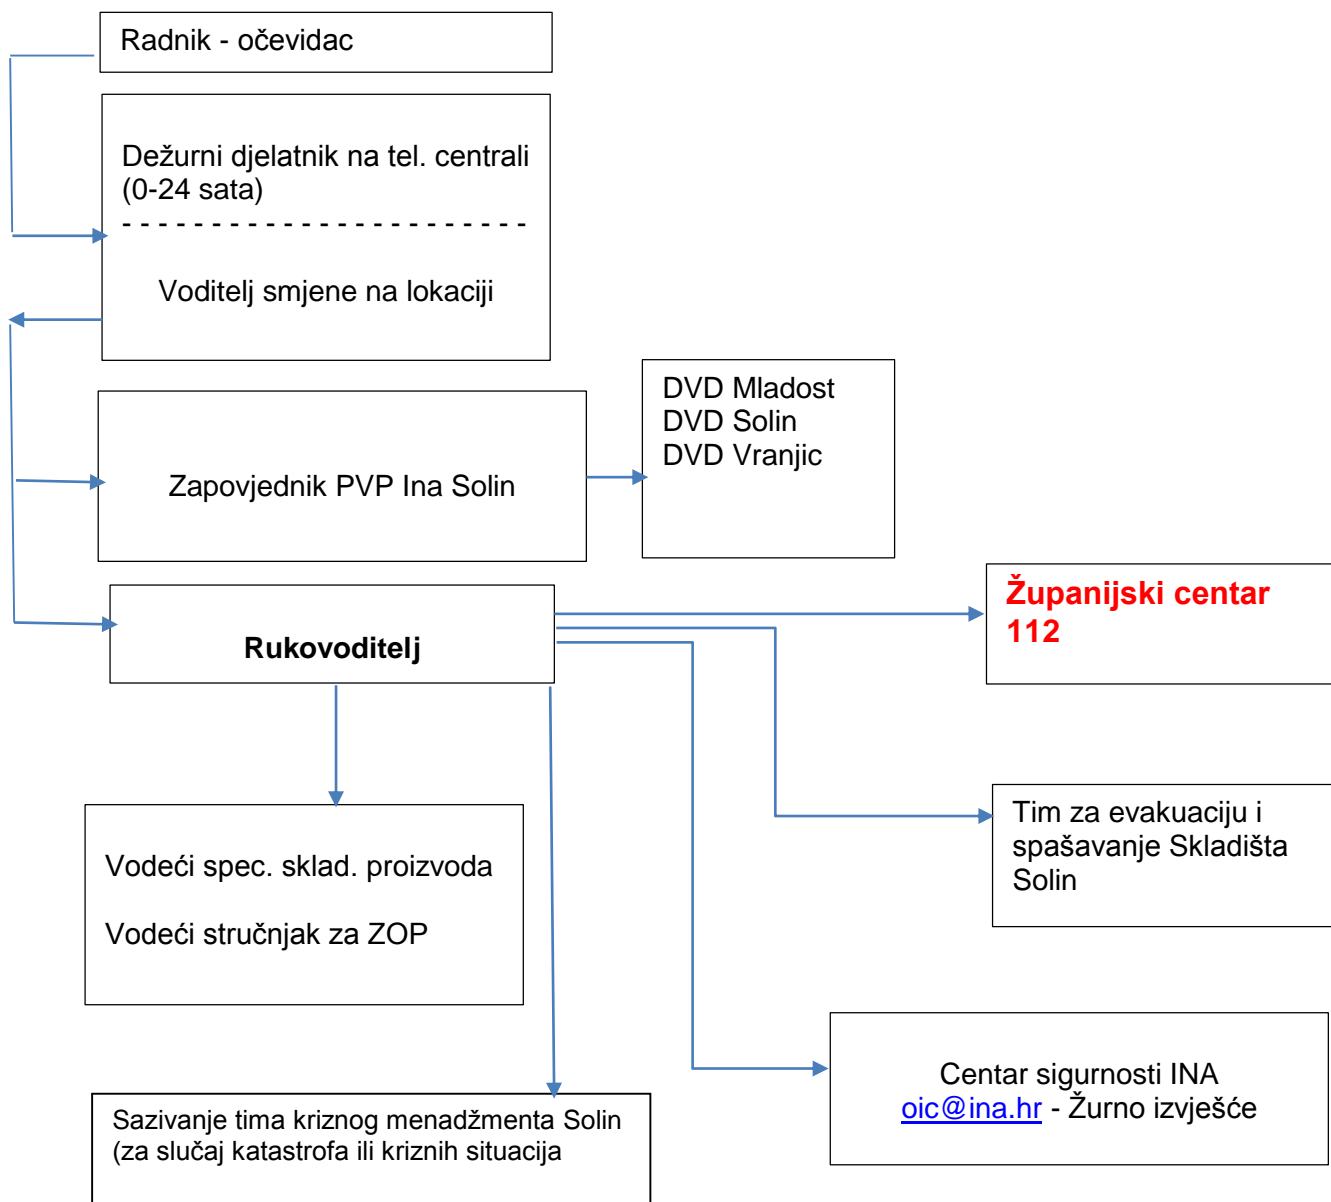 Radnik - očevidac
Dežurni djelatnik na tel. centrali
(0-24 sata)
- - - - - - - - - - - - - - - - - - - - - - -
Voditelj smjene na lokaciji
Zapovjednik PVP Ina Solin
DVD Mladost
DVD Solin
DVD Vranjic
Rukovoditelj
Županijski centar
112
Vodeći spec. sklad. proizvoda
Vodeći stručnjak za ZOP
Tim za evakuaciju i
spašavanje Skladišta
Solin
Centar sigurnosti INA
oic@ina.hr - Žurno izvješće
Sazivanje tima kriznog menadžmenta Solin
(za slučaj katastrofa ili kriznih situacija